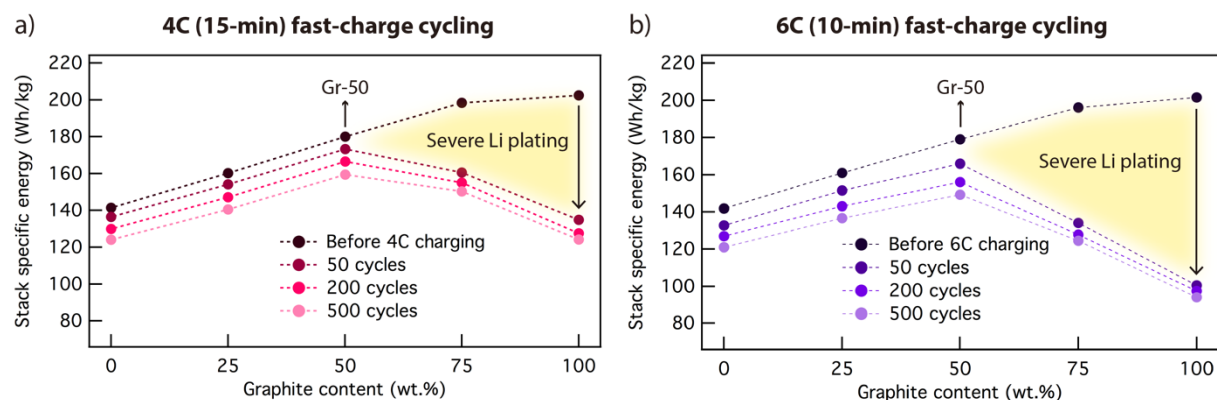 a)
4C (15-min) fast-charge cycling
Stack specific energy (Wh/kg)
220
200
180
160
140
120
100
80
Gr-50
Severe Li plating
Before 4C charging
50 cycles
200 cycles
500 cycles
0 25 50 75 100
Graphite content (wt.%)
b)
6C (10-min) fast-charge cycling
Stack specific energy (Wh/kg)
220
200
180
160
140
120
100
80
Gr-50
Severe Li plating
Before 6C charging
50 cycles
200 cycles
500 cycles
0 25 50 75 100
Graphite content (wt.%)